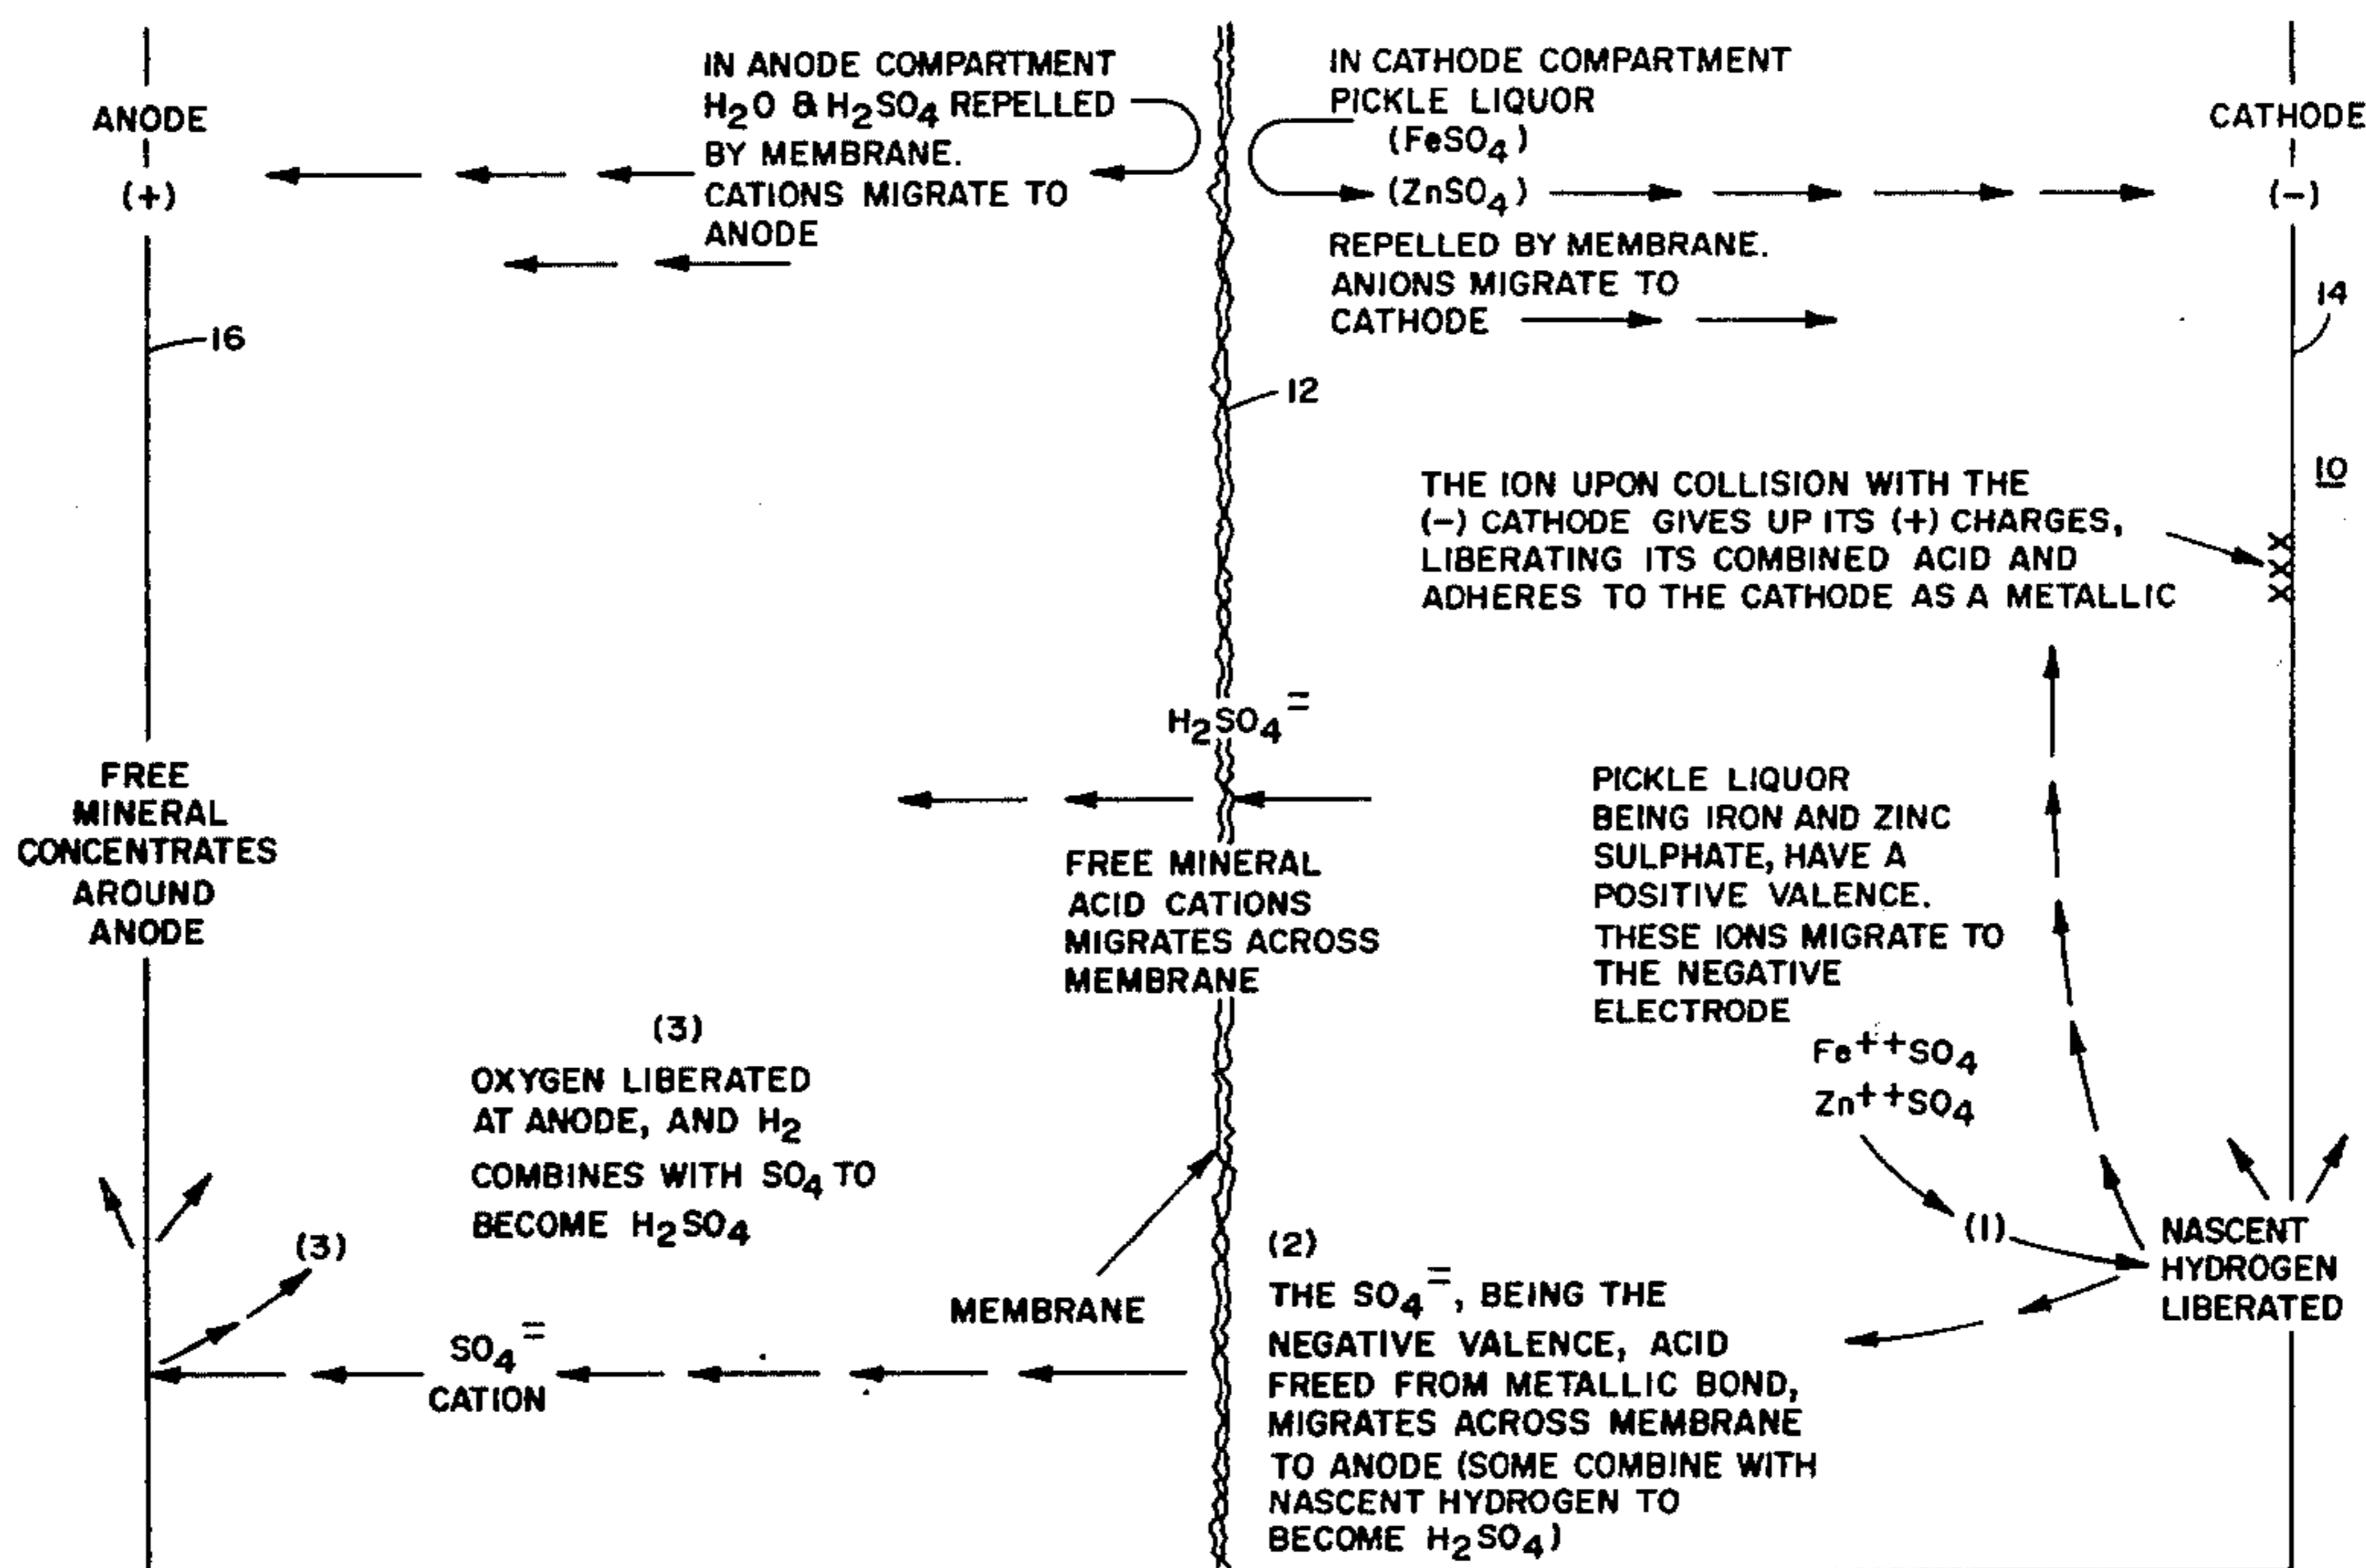 ANODE
(+)
IN ANODE COMPARTMENT
H₂O & H₂SO₄ REPELLED
BY MEMBRANE.
CATIONS MIGRATE TO
ANODE
IN CATHODE COMPARTMENT
PICKLE LIQUOR
(FeSO₄)
(ZnSO₄)
REPELLED BY MEMBRANE.
ANIONS MIGRATE TO
CATHODE
CATHODE
(-)
16
12
14
10
THE ION UPON COLLISION WITH THE
(-) CATHODE GIVES UP ITS (+) CHARGES,
LIBERATING ITS COMBINED ACID AND
ADHERES TO THE CATHODE AS A METALLIC
X
X
X
H₂SO₄=
FREE
MINERAL
CONCENTRATES
AROUND
ANODE
FREE MINERAL
ACID CATIONS
MIGRATES ACROSS
MEMBRANE
PICKLE LIQUOR
BEING IRON AND ZINC
SULPHATE, HAVE A
POSITIVE VALENCE.
THESE IONS MIGRATE TO
THE NEGATIVE
ELECTRODE
Fe++SO₄
Zn++SO₄
(1)
NASCENT
HYDROGEN
LIBERATED
(3)
OXYGEN LIBERATED
AT ANODE, AND H₂
COMBINES WITH SO₄ TO
BECOME H₂SO₄
(3)
MEMBRANE
SO₄=
CATION
(2)
THE SO₄=, BEING THE
NEGATIVE VALENCE, ACID
FREED FROM METALLIC BOND,
MIGRATES ACROSS MEMBRANE
TO ANODE (SOME COMBINE WITH
NASCENT HYDROGEN TO
BECOME H₂SO₄)